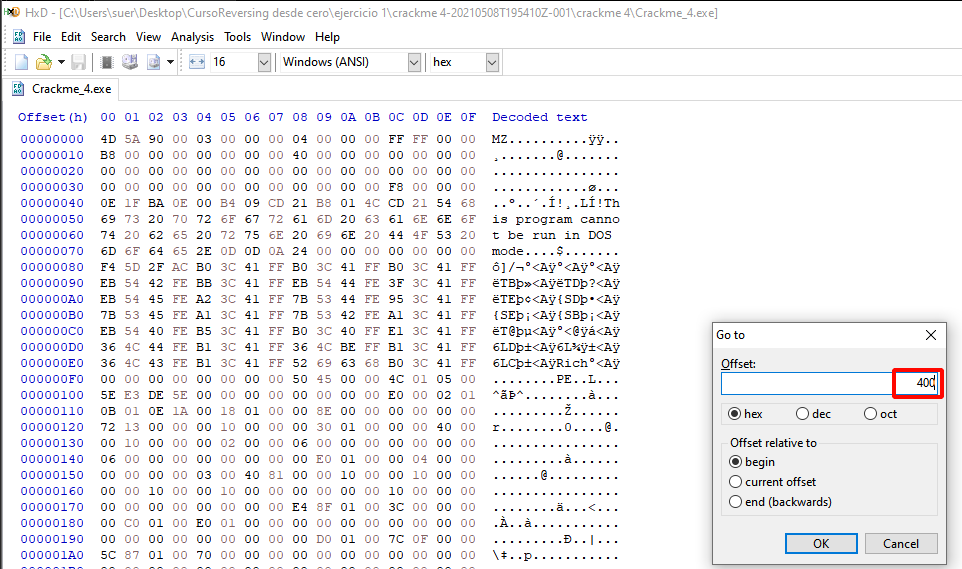 HxD - [C:\Users\suer\Desktop\CursoReversing desde cero\ejercicio 1\crackme 4-20210508T195410Z-001\crackme 4\Crackme_4.exe]
File Edit Search View Analysis Tools Window Help
16 Windows (ANSI) hex
Crackme_4.exe
Offset(h) 00 01 02 03 04 05 06 07 08 09 0A 0B 0C 0D 0E 0F Decoded text
00000000 4D 5A 90 00 03 00 00 00 04 00 00 00 FF FF 00 00 MZ..........ÿÿ..
00000010 B8 00 00 00 00 00 00 00 40 00 00 00 00 00 00 00 ¸.......@.......
00000020 00 00 00 00 00 00 00 00 00 00 00 00 00 00 00 00 ................
00000030 00 00 00 00 00 00 00 00 00 00 00 00 F8 00 00 00 ............ø...
00000040 0E 1F BA 0E 00 B4 09 CD 21 B8 01 4C CD 21 54 68 ..º..´.Í!¸.LÍ!Th
00000050 69 73 20 70 72 6F 67 72 61 6D 20 63 61 6E 6E 6F is program canno
00000060 74 20 62 65 20 72 75 6E 20 69 6E 20 44 4F 53 20 t be run in DOS
00000070 6D 6F 64 65 2E 0D 0D 0A 24 00 00 00 00 00 00 00 mode....$.......
00000080 F4 5D 2F AC B0 3C 41 FF B0 3C 41 FF B0 3C 41 FF ô]/¬°<Aÿ°<Aÿ°<Aÿ
00000090 EB 54 42 FE BB 3C 41 FF EB 54 44 FE 3F 3C 41 FF ëTBþ»<AÿëTDþ?<Aÿ
000000A0 EB 54 45 FE A2 3C 41 FF 7B 53 44 FE 95 3C 41 FF ëTEþ¢<Aÿ{SDþ•<Aÿ
000000B0 7B 53 45 FE A1 3C 41 FF 7B 53 42 FE A1 3C 41 FF {SEþ¡<Aÿ{SBþ¡<Aÿ
000000C0 EB 54 40 FE B5 3C 41 FF B0 3C 40 FF E1 3C 41 FF ëT@þµ<Aÿ°<@ÿá<Aÿ
000000D0 36 4C 44 FE B1 3C 41 FF 36 4C BE FF B1 3C 41 FF 6LDþ±<Aÿ6L¾ÿ±<Aÿ
000000E0 36 4C 43 FE B1 3C 41 FF 52 69 63 68 B0 3C 41 FF 6LCþ±<AÿRich°<Aÿ
000000F0 00 00 00 00 00 00 00 00 50 45 00 00 4C 01 05 00 ........PE..L...
00000100 5E E3 DE 5E 00 00 00 00 00 00 00 00 E0 00 02 01 ^ãÞ^........à...
00000110 0B 01 0E 1A 00 18 01 00 00 8E 00 00 00 00 00 00 .........Ž......
00000120 72 13 00 00 00 10 00 00 00 30 01 00 00 00 40 00 r........0....@.
00000130 00 10 00 00 00 02 00 00 06 00 00 00 00 00 00 00 ................
00000140 06 00 00 00 00 00 00 00 00 E0 01 00 00 04 00 00 .........à......
00000150 00 00 00 00 03 00 40 81 00 00 10 00 00 10 00 00 ......@.........
00000160 00 00 10 00 00 10 00 00 00 00 00 00 10 00 00 00 ................
00000170 00 00 00 00 00 00 00 00 E4 8F 01 00 3C 00 00 00 ........ä...<...
00000180 00 C0 01 00 E0 01 00 00 00 00 00 00 00 00 00 00 .À..à...........
00000190 00 00 00 00 00 00 00 00 00 D0 01 00 7C 0F 00 00 .........Ð..|...
000001A0 5C 87 01 00 70 00 00 00 00 00 00 00 00 00 00 00 \‡..p...........
Go to
Offset:
400
hex dec oct
Offset relative to
begin
current offset
end (backwards)
OK Cancel